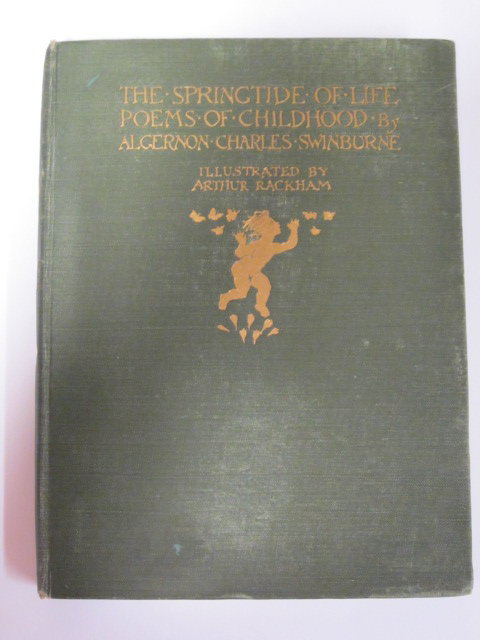 THE·SPRINGTIDE·OF·LIFE
POEMS·OF·CHILDHOOD·By
ALGERNON·CHARLES·SWINBURNE
ILLUSTRATED BY
ARTHUR RACKHAM